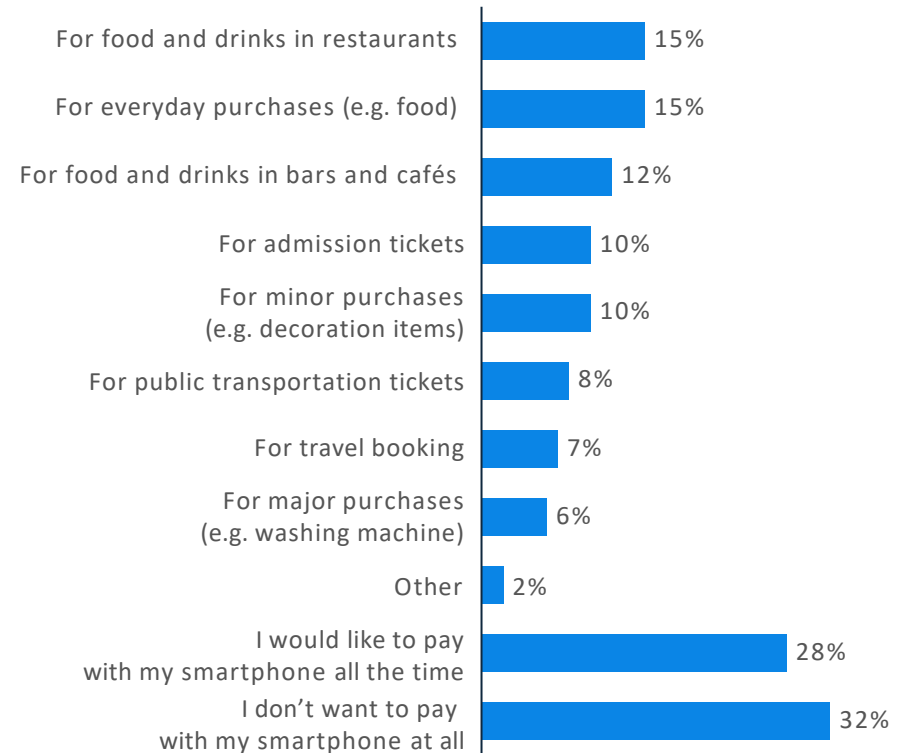 For food and drinks in restaurants 15%
For everyday purchases (e.g. food) 15%
For food and drinks in bars and cafés 12%
For admission tickets 10%
For minor purchases
(e.g. decoration items) 10%
For public transportation tickets 8%
For travel booking 7%
For major purchases
(e.g. washing machine) 6%
Other 2%
I would like to pay
with my smartphone all the time 28%
I don’t want to pay
with my smartphone at all 32%